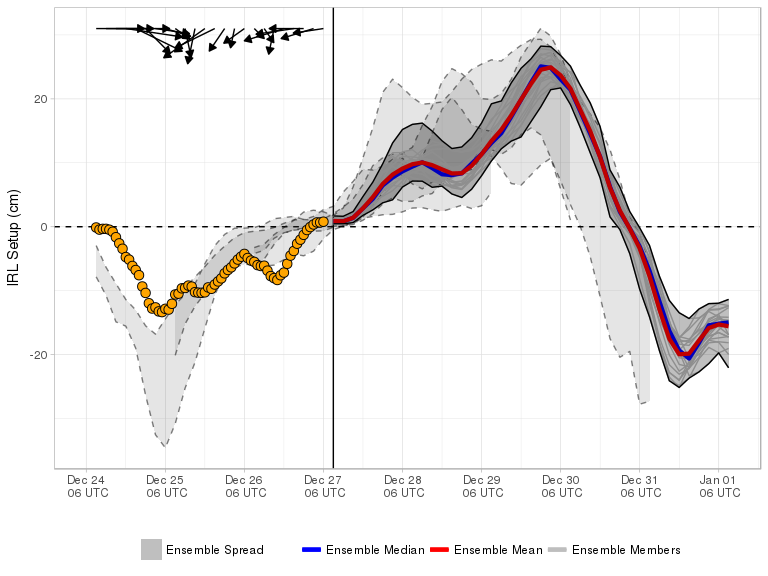 IRL Setup (cm)
20
0
-20
Dec 24 Dec 25 Dec 26 Dec 27 Dec 28 Dec 29 Dec 30 Dec 31 Jan 01
06 UTC 06 UTC 06 UTC 06 UTC 06 UTC 06 UTC 06 UTC 06 UTC 06 UTC
Ensemble Spread Ensemble Median Ensemble Mean Ensemble Members